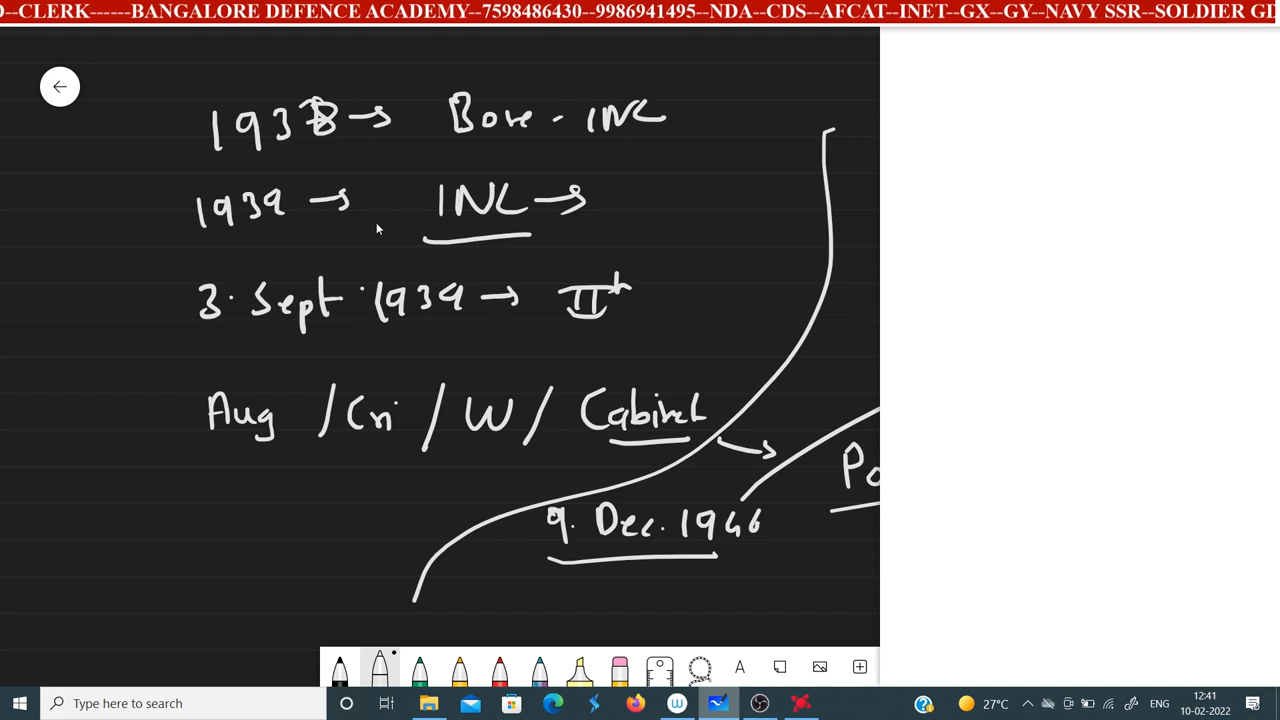 O--CLERK---BANGALORE DEFENCE ACADEMY--7598486430--9986941495--NDA--CDS--AFCAT--INET--GX--GY--NAVY SSR--SOLDIER GD
1938 → Bose - INC
1939 → INC →
3. Sept. 1939 → II
Aug / Cri / W / Cabinet
Po
9. Dec. 1946
A
Type here to search
27°C
ENG
12:41
10-02-2022